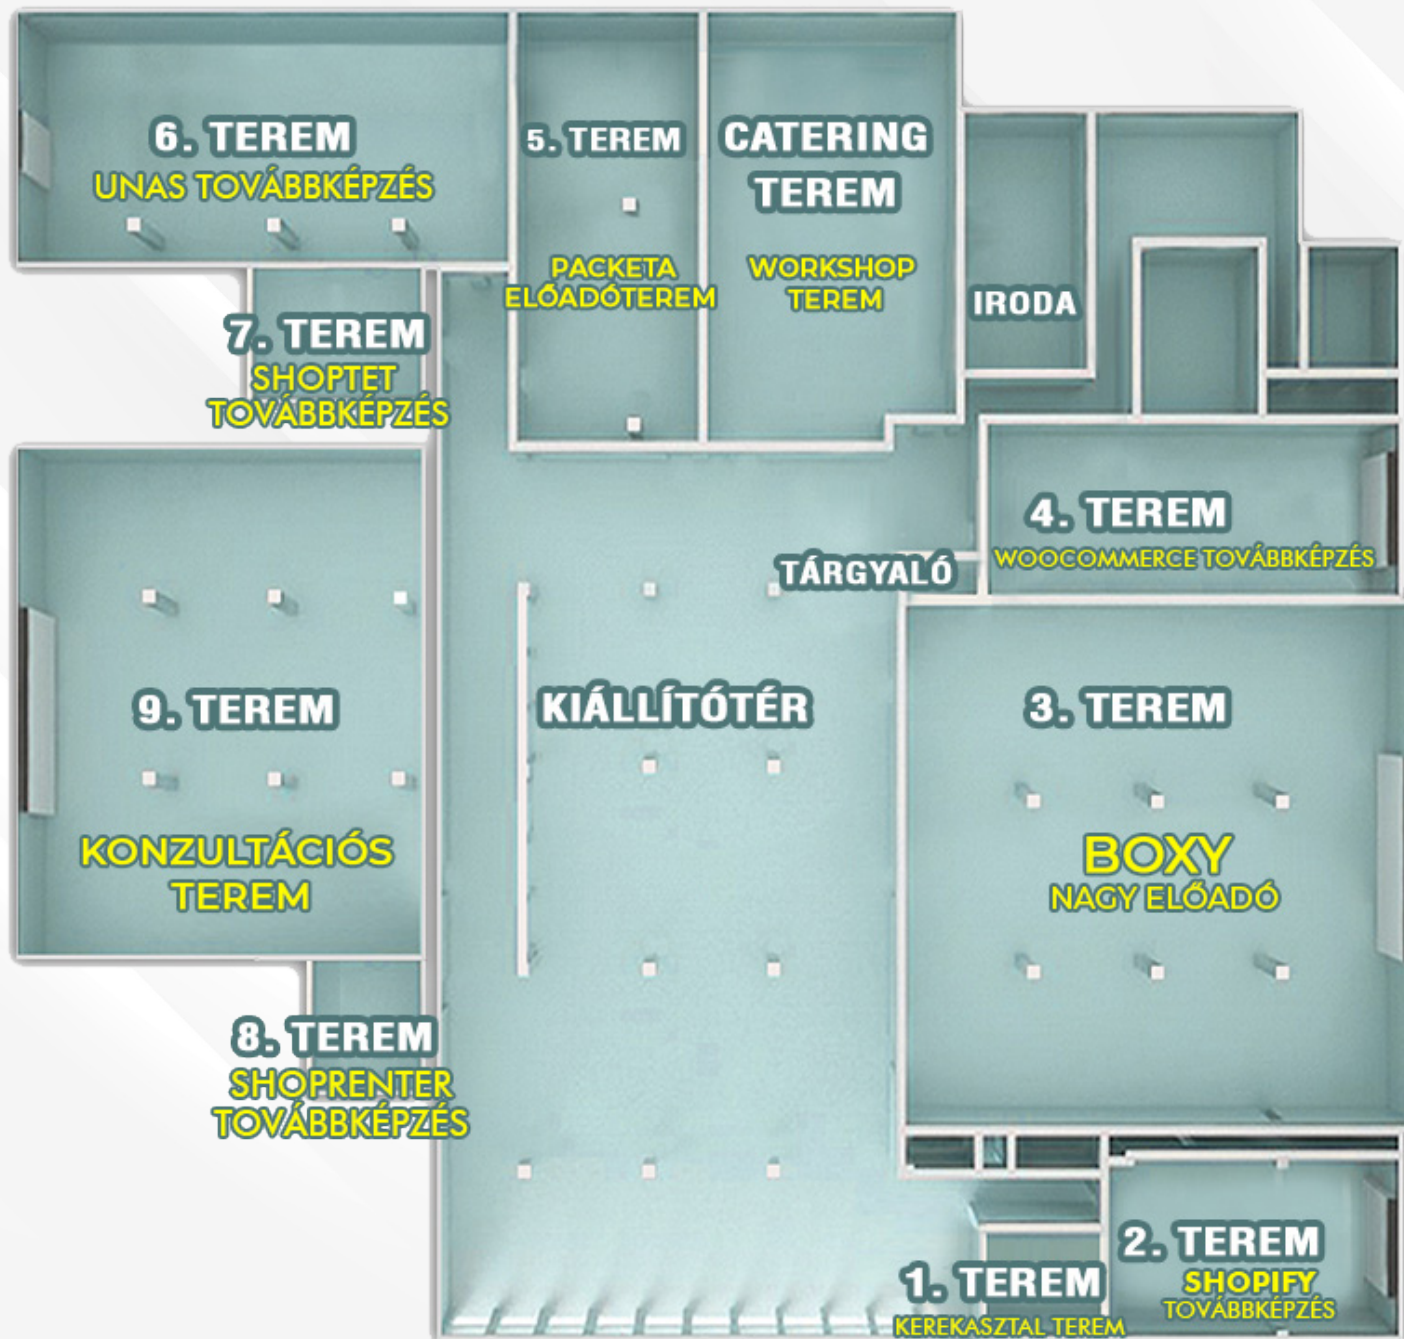 6. TEREM
UNAS TOVÁBBKÉPZÉS
5. TEREM
PACKETA
ELŐADÓTEREM
CATERING
TEREM
WORKSHOP
TEREM
IRODA
7. TEREM
SHOPTET
TOVÁBBKÉPZÉS
4. TEREM
WOOCOMMERCE TOVÁBBKÉPZÉS
TÁRGYALÓ
9. TEREM
KONZULTÁCIÓS
TEREM
KIÁLLÍTÓTÉR
3. TEREM
BOXY
NAGY ELŐADÓ
8. TEREM
SHOPRENTER
TOVÁBBKÉPZÉS
1. TEREM
KEREKASZTAL TEREM
2. TEREM
SHOPIFY
TOVÁBBKÉPZÉS